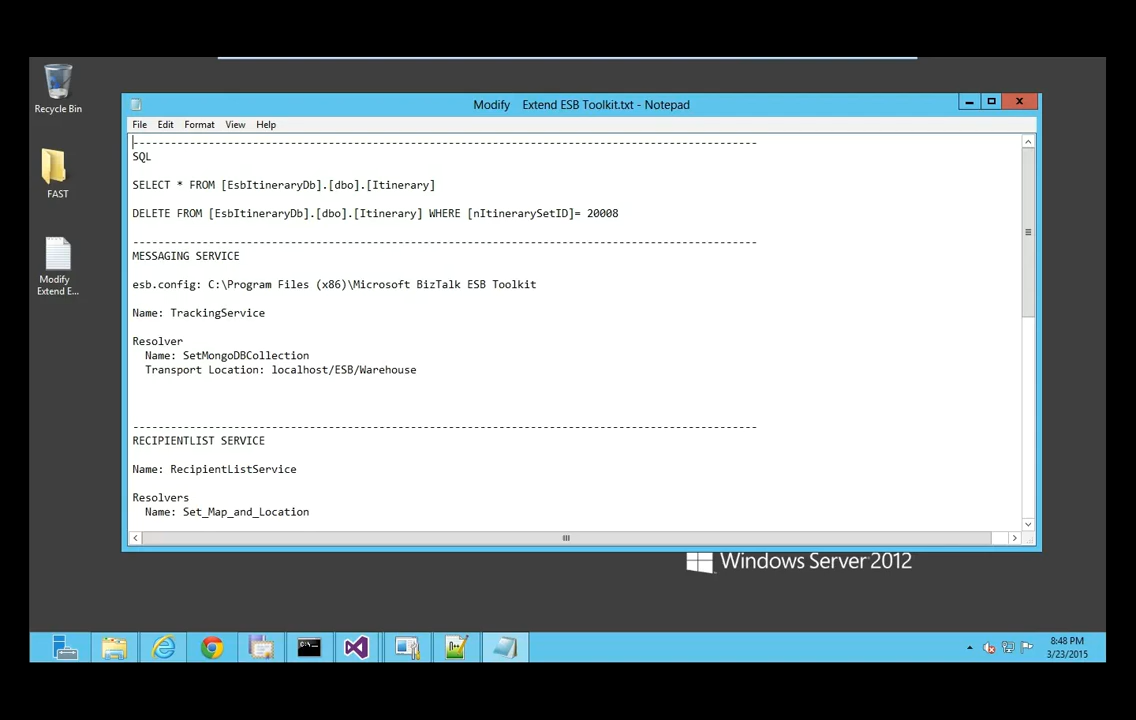 Recycle Bin
FAST
Modify
Extend E...
Modify    Extend ESB Toolkit.txt - Notepad
File Edit Format View Help
---------------------------------------------------------------------------------------------------
SQL
SELECT * FROM [EsbItineraryDb].[dbo].[Itinerary]
DELETE FROM [EsbItineraryDb].[dbo].[Itinerary] WHERE [nItinerarySetID]= 20008
---------------------------------------------------------------------------------------------------
MESSAGING SERVICE
esb.config: C:\Program Files (x86)\Microsoft BizTalk ESB Toolkit
Name: TrackingService
Resolver
  Name: SetMongoDBCollection
  Transport Location: localhost/ESB/Warehouse
---------------------------------------------------------------------------------------------------
RECIPIENTLIST SERVICE
Name: RecipientListService
Resolvers
  Name: Set_Map_and_Location
Windows Server 2012
C:\_
8:48 PM
3/23/2015